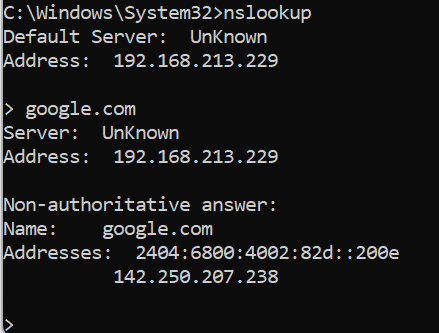 C:\Windows\System32>nslookup
Default Server:  UnKnown
Address:  192.168.213.229
> google.com
Server:  UnKnown
Address:  192.168.213.229
Non-authoritative answer:
Name:    google.com
Addresses:  2404:6800:4002:82d::200e
          142.250.207.238
>